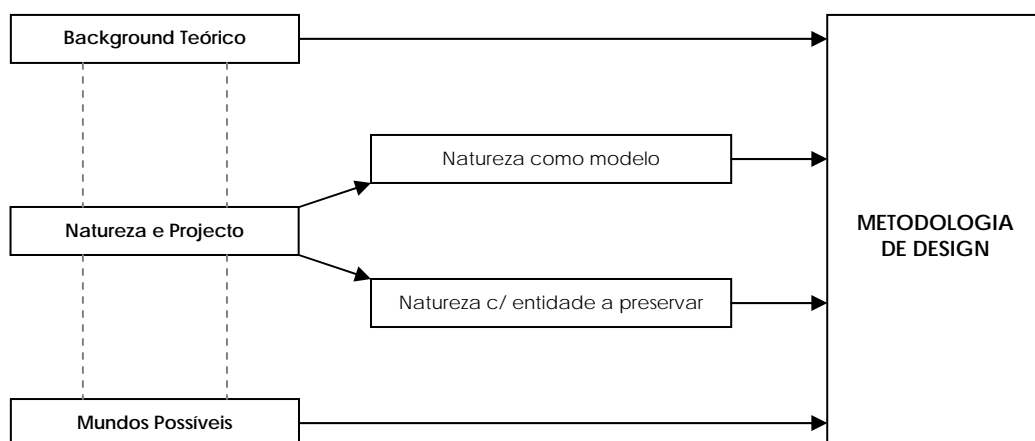 Background Teórico
Natureza como modelo
Natureza e Projecto
METODOLOGIA
DE DESIGN
Natureza c/ entidade a preservar
Mundos Possíveis